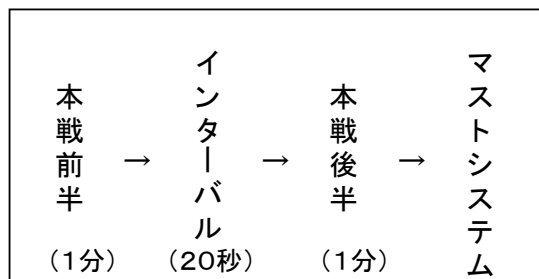 本戦前半
(1分)
→
インターバル
(20秒)
→
本戦後半
(1分)
→
マストシステム